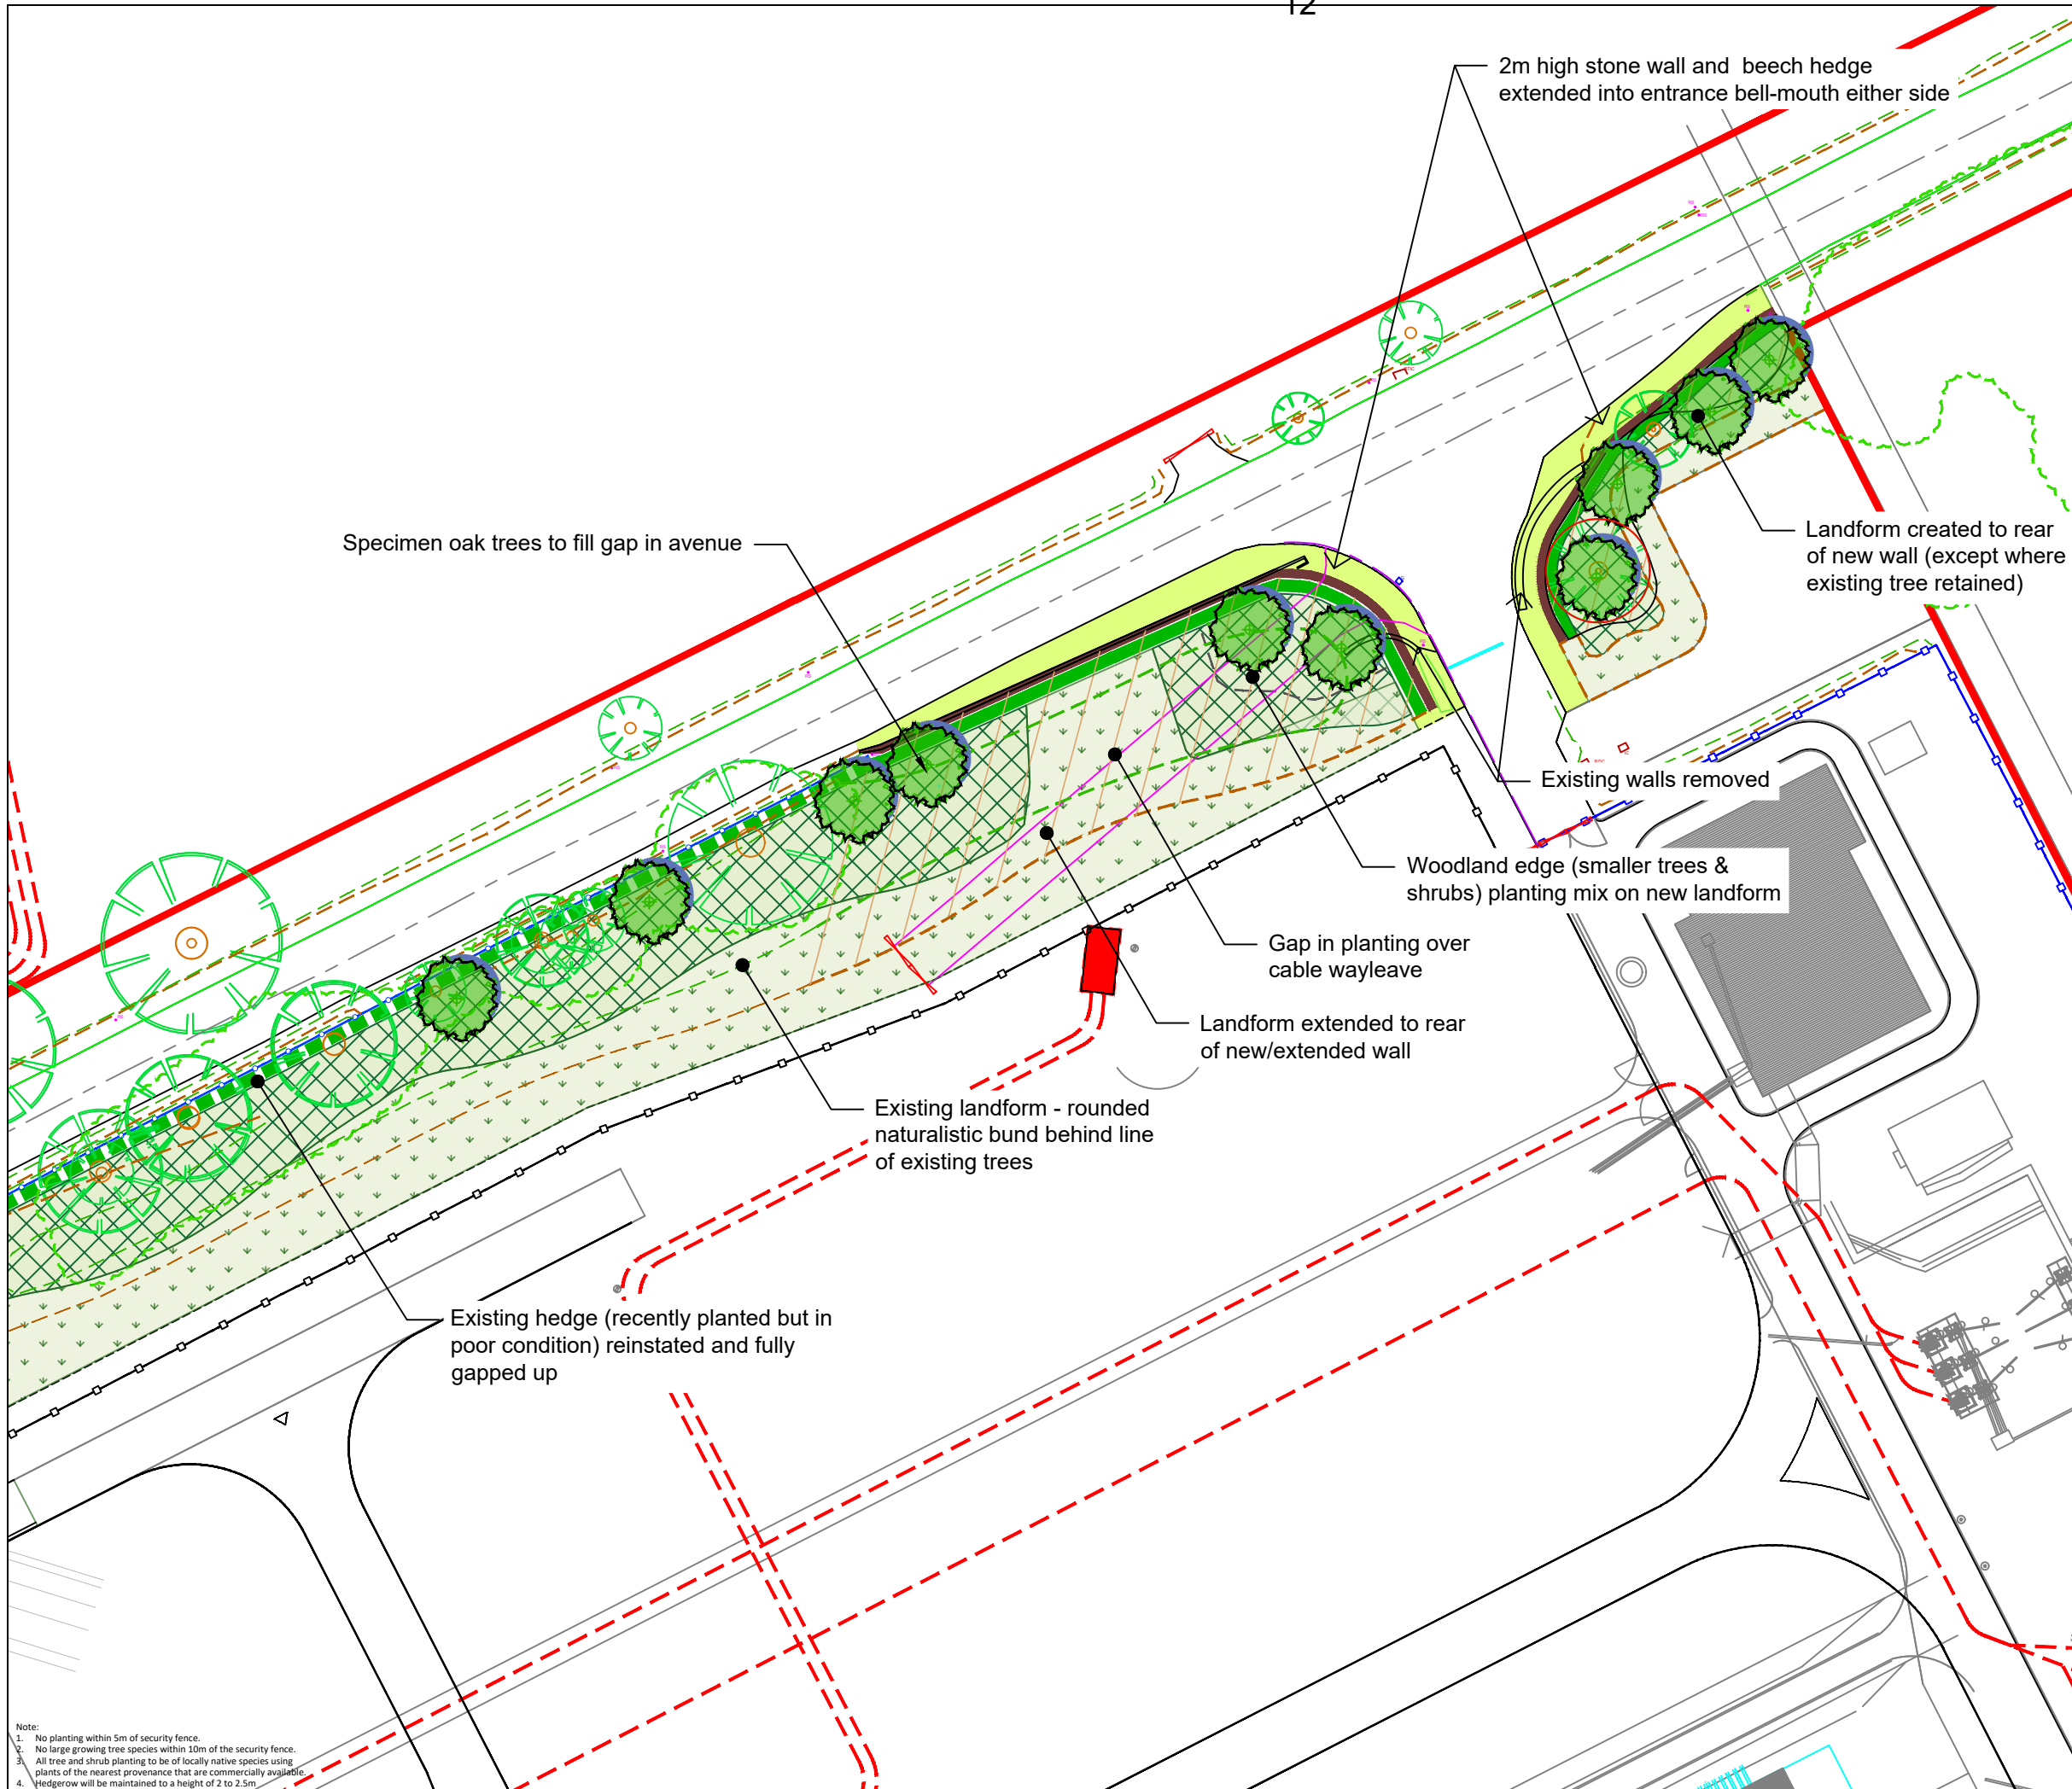 12
2m high stone wall and beech hedge
extended into entrance bell-mouth either side
Specimen oak trees to fill gap in avenue
Landform created to rear
of new wall (except where
existing tree retained)
Existing walls removed
Woodland edge (smaller trees &
shrubs) planting mix on new landform
Gap in planting over
cable wayleave
Landform extended to rear
of new/extended wall
Existing landform - rounded
naturalistic bund behind line
of existing trees
Existing hedge (recently planted but in
poor condition) reinstated and fully
gapped up
Note:
1. No planting within 5m of security fence.
2. No large growing tree species within 10m of the security fence.
3. All tree and shrub planting to be of locally native species using
plants of the nearest provenance that are commercially available.
4. Hedgerow will be maintained to a height of 2 to 2.5m